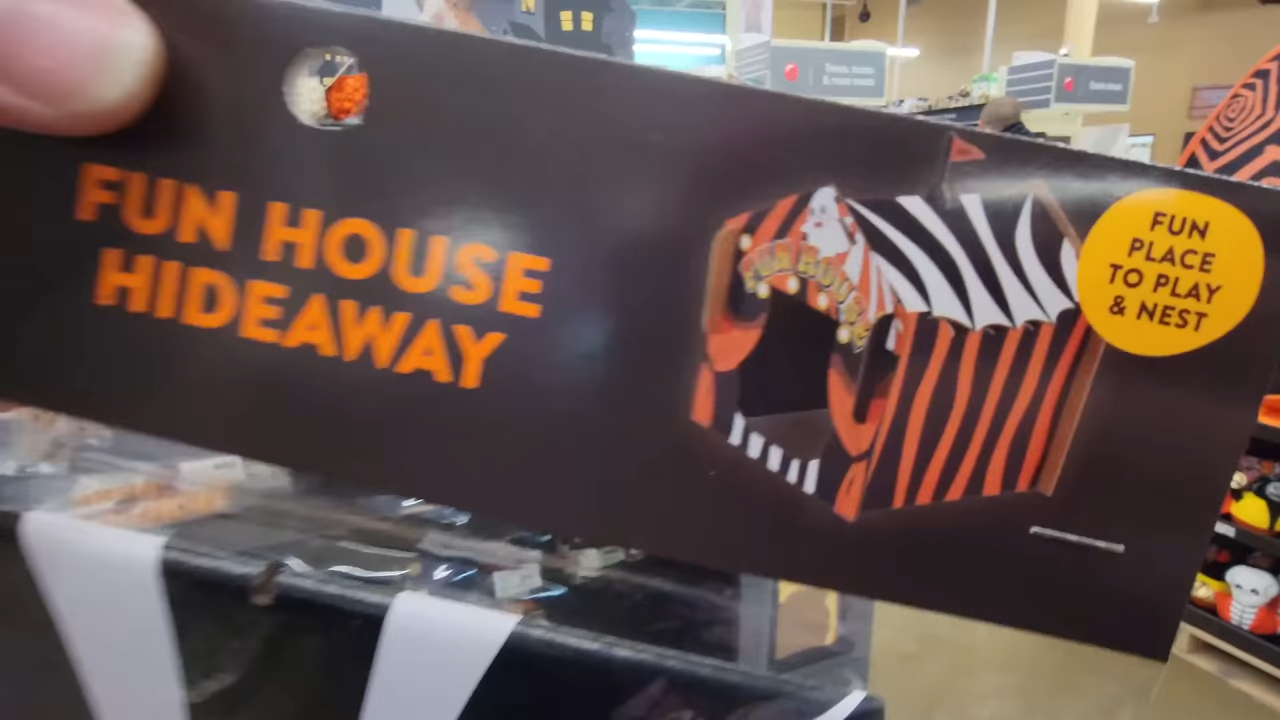 FUN HOUSE
HIDEAWAY
FUN HOUSE
FUN
PLACE
TO PLAY
& NEST